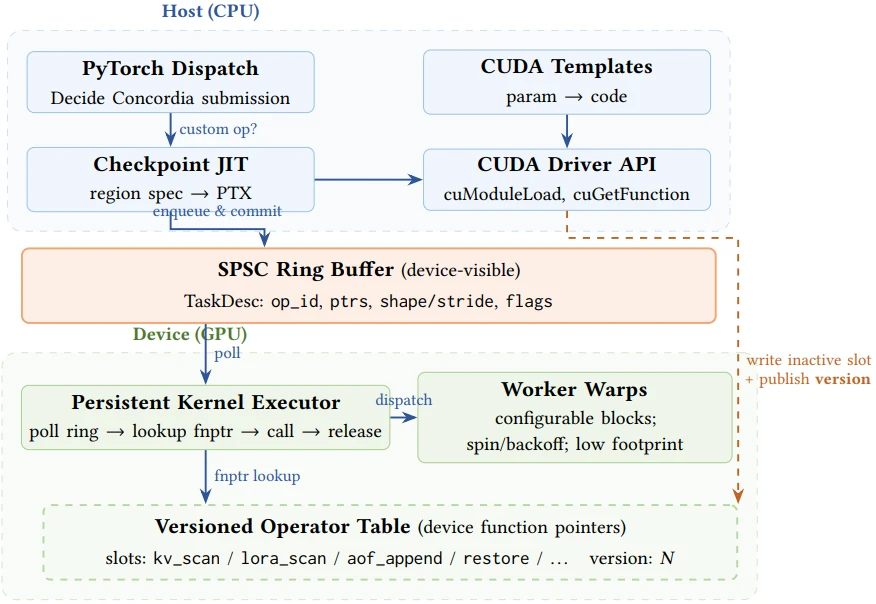 Host (CPU)
PyTorch Dispatch
Decide Concordia submission
CUDA Templates
param → code
custom op?
Checkpoint JIT
region spec → PTX
CUDA Driver API
cuModuleLoad, cuGetFunction
enqueue & commit
SPSC Ring Buffer (device-visible)
TaskDesc: op_id, ptrs, shape/stride, flags
Device (GPU)
poll
write inactive slot
+ publish version
Persistent Kernel Executor
poll ring → lookup fnptr → call → release
dispatch
Worker Warps
configurable blocks;
spin/backoff; low footprint
fnptr lookup
Versioned Operator Table (device function pointers)
slots: kv_scan / lora_scan / aof_append / restore / … version: N